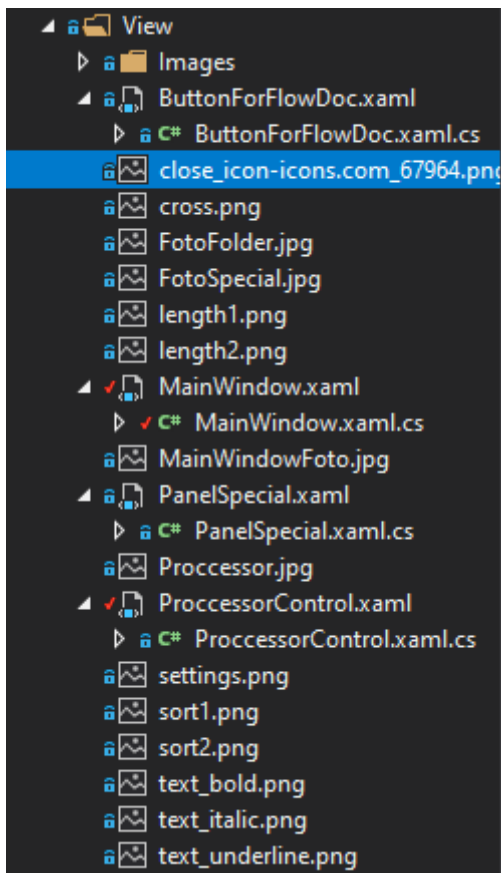 View
Images
ButtonForFlowDoc.xaml
C# ButtonForFlowDoc.xaml.cs
close_icon-icons.com_67964.png
cross.png
FotoFolder.jpg
FotoSpecial.jpg
length1.png
length2.png
MainWindow.xaml
C# MainWindow.xaml.cs
MainWindowFoto.jpg
PanelSpecial.xaml
C# PanelSpecial.xaml.cs
Proccessor.jpg
ProccessorControl.xaml
C# ProccessorControl.xaml.cs
settings.png
sort1.png
sort2.png
text_bold.png
text_italic.png
text_underline.png